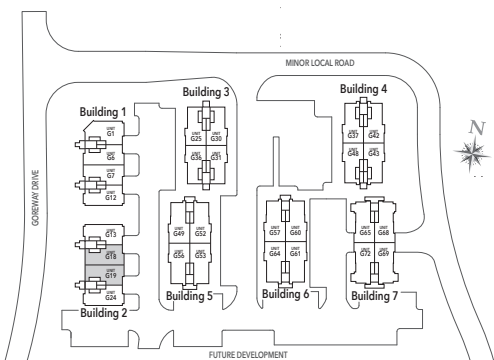 MINOR LOCAL ROAD
GOREWAY DRIVE
N
Building 1
UNIT
G1
UNIT
G6
UNIT
G7
UNIT
G12
Building 3
UNIT
G25
UNIT
G30
UNIT
G36
UNIT
G31
Building 4
UNIT
G37
UNIT
G42
UNIT
G48
UNIT
G43
UNIT
G13
UNIT
G18
UNIT
G19
UNIT
G24
Building 2
UNIT
G49
UNIT
G52
UNIT
G56
UNIT
G53
Building 5
UNIT
G57
UNIT
G60
UNIT
G64
UNIT
G61
Building 6
UNIT
G65
UNIT
G68
UNIT
G72
UNIT
G69
Building 7
FUTURE DEVELOPMENT